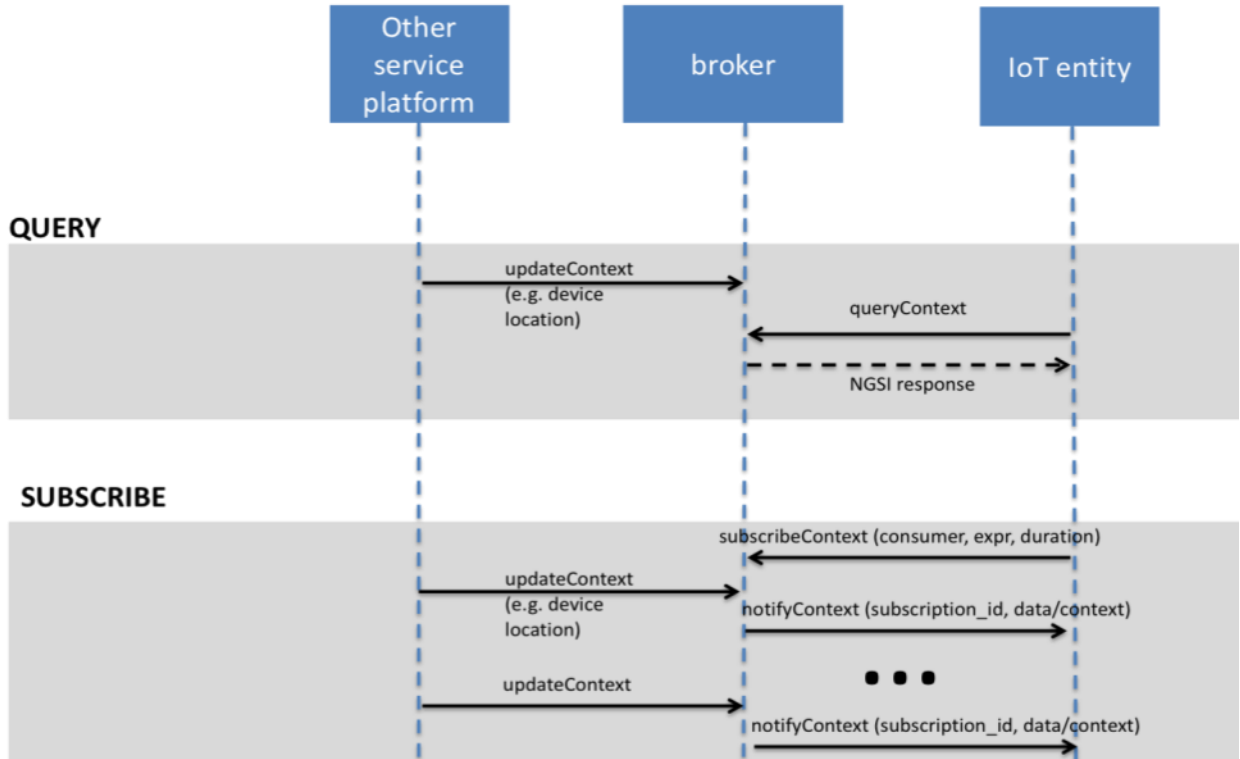 Other
service
platform
broker
IoT entity
QUERY
updateContext
(e.g. device
location)
queryContext
NGSI response
SUBSCRIBE
subscribeContext (consumer, expr, duration)
updateContext
(e.g. device
location)
notifyContext (subscription_id, data/context)
updateContext
notifyContext (subscription_id, data/context)